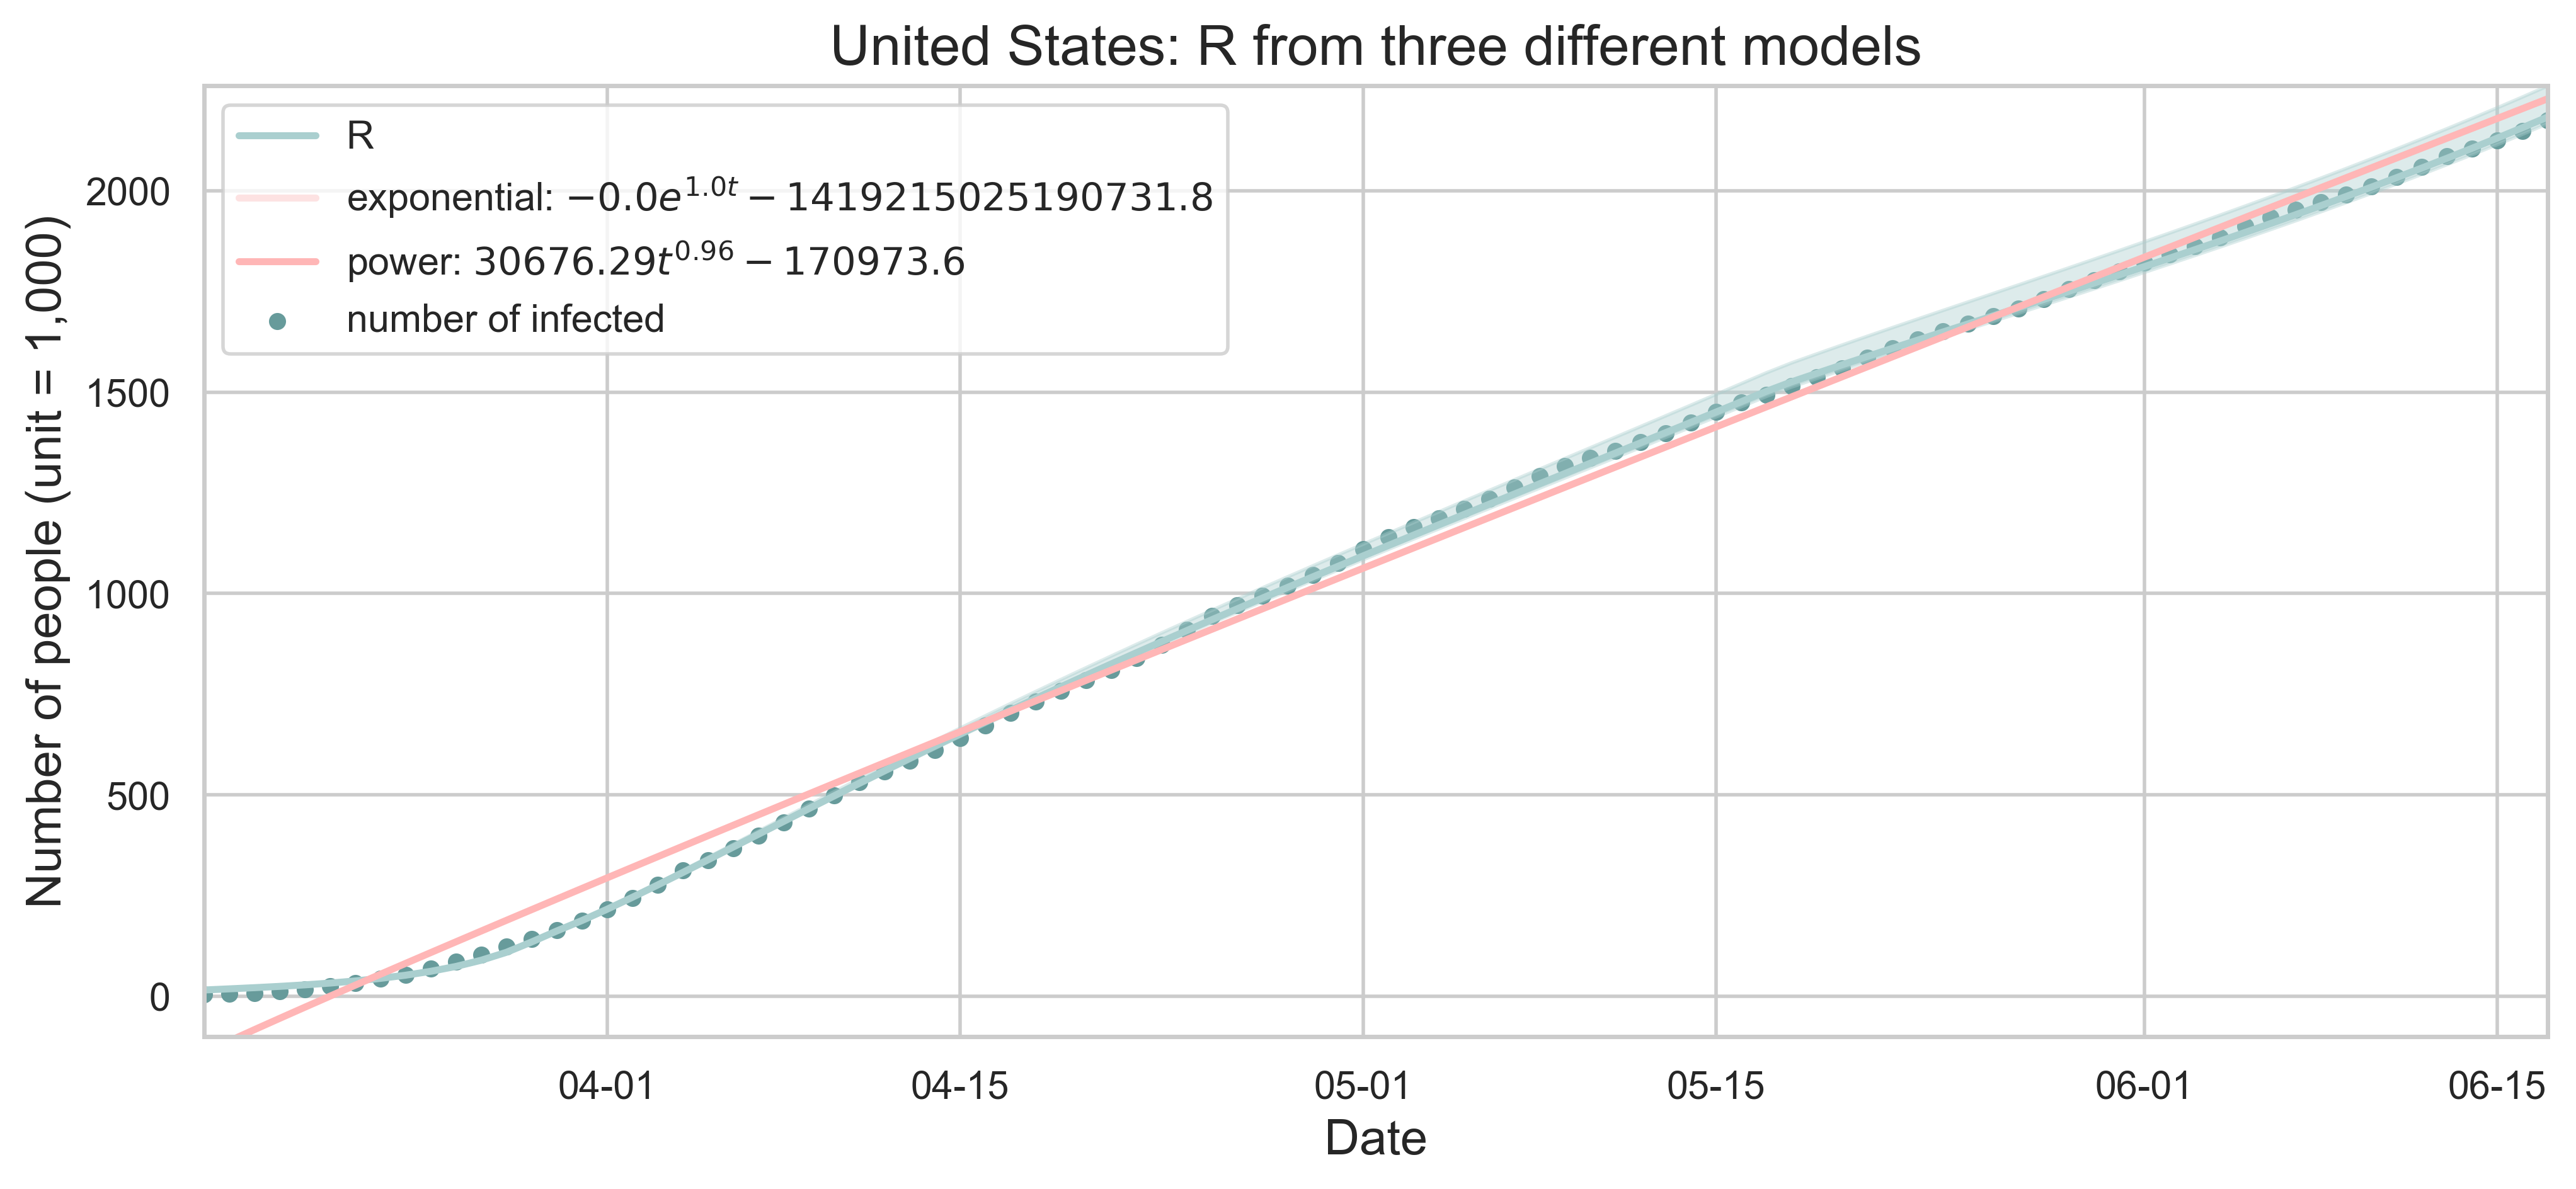 United States: R from three different models
R
exponential: −0.0e^{1.0t} − 1419215025190731.8
power: 30676.29t^{0.96} − 170973.6
number of infected
Number of people (unit = 1,000)
2000
1500
1000
500
0
04-01 04-15 05-01 05-15 06-01 06-15
Date